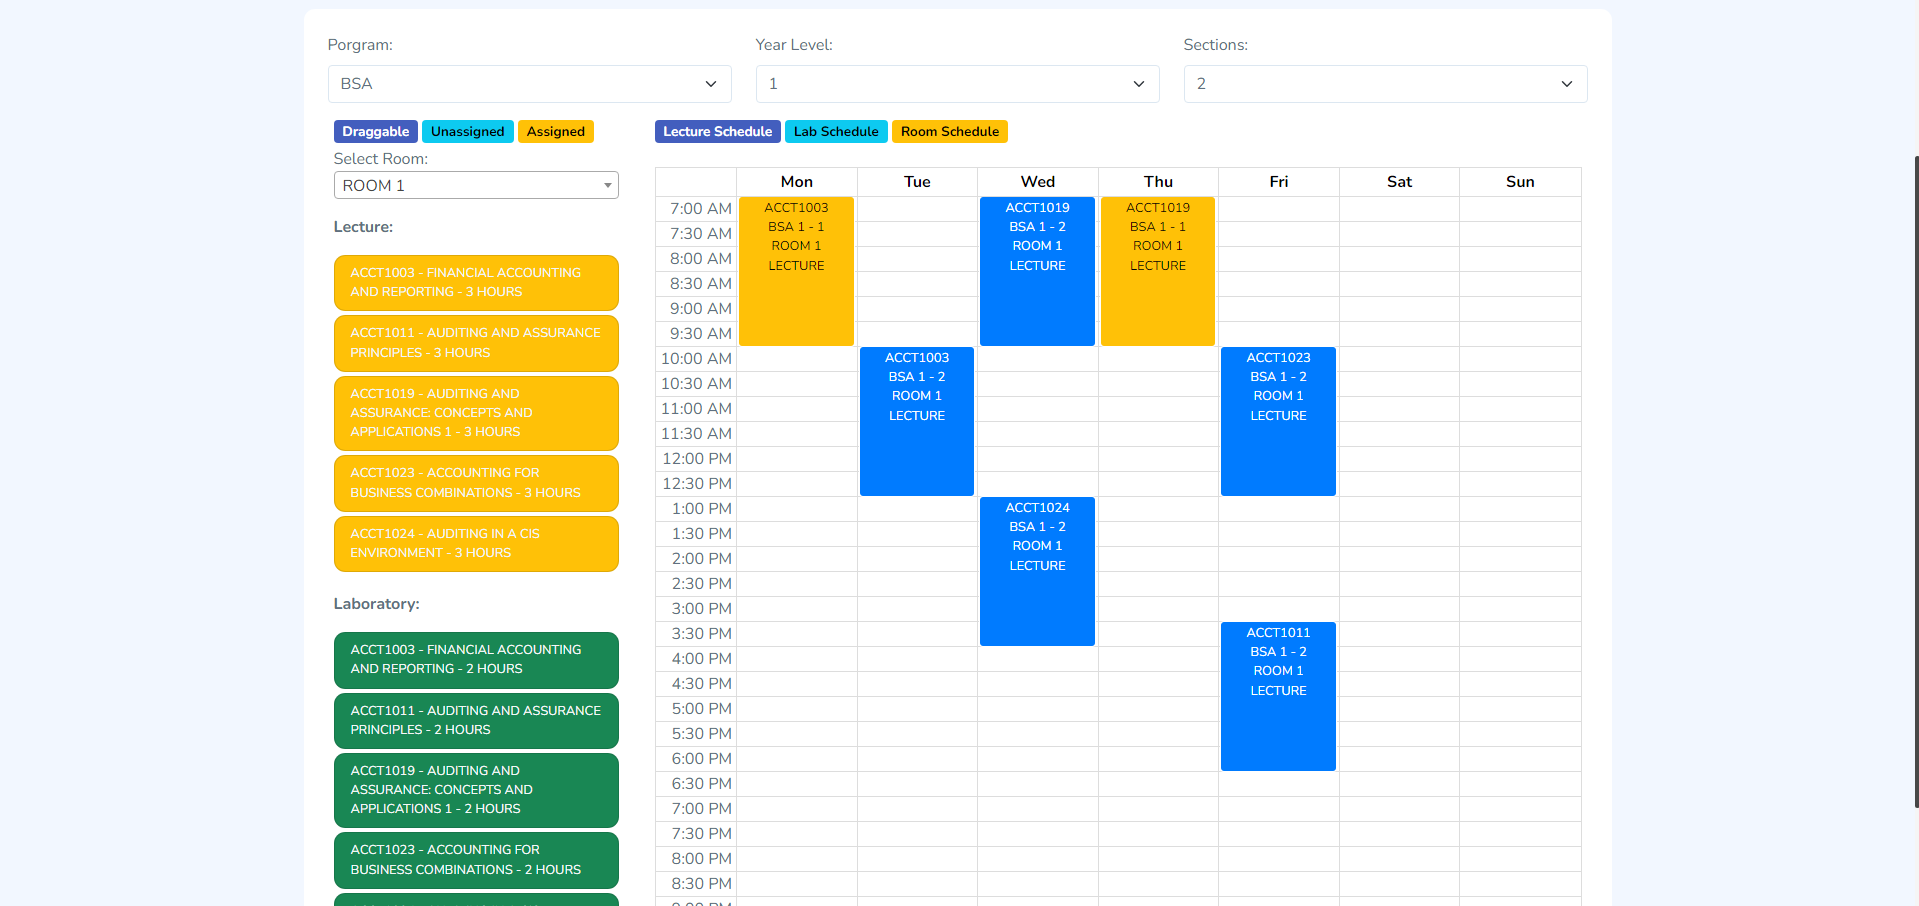 Porgram:
Year Level:
Sections:
BSA
1
2
Draggable Unassigned Assigned
Lecture Schedule Lab Schedule Room Schedule
Select Room:
ROOM 1
Lecture:
ACCT1003 - FINANCIAL ACCOUNTING
AND REPORTING - 3 HOURS
ACCT1011 - AUDITING AND ASSURANCE
PRINCIPLES - 3 HOURS
ACCT1019 - AUDITING AND
ASSURANCE: CONCEPTS AND
APPLICATIONS 1 - 3 HOURS
ACCT1023 - ACCOUNTING FOR
BUSINESS COMBINATIONS - 3 HOURS
ACCT1024 - AUDITING IN A CIS
ENVIRONMENT - 3 HOURS
Laboratory:
ACCT1003 - FINANCIAL ACCOUNTING
AND REPORTING - 2 HOURS
ACCT1011 - AUDITING AND ASSURANCE
PRINCIPLES - 2 HOURS
ACCT1019 - AUDITING AND
ASSURANCE: CONCEPTS AND
APPLICATIONS 1 - 2 HOURS
ACCT1023 - ACCOUNTING FOR
BUSINESS COMBINATIONS - 2 HOURS
Mon Tue Wed Thu Fri Sat Sun
7:00 AM
7:30 AM
8:00 AM
8:30 AM
9:00 AM
9:30 AM
10:00 AM
10:30 AM
11:00 AM
11:30 AM
12:00 PM
12:30 PM
1:00 PM
1:30 PM
2:00 PM
2:30 PM
3:00 PM
3:30 PM
4:00 PM
4:30 PM
5:00 PM
5:30 PM
6:00 PM
6:30 PM
7:00 PM
7:30 PM
8:00 PM
8:30 PM
ACCT1003
BSA 1 - 1
ROOM 1
LECTURE
ACCT1003
BSA 1 - 2
ROOM 1
LECTURE
ACCT1019
BSA 1 - 2
ROOM 1
LECTURE
ACCT1024
BSA 1 - 2
ROOM 1
LECTURE
ACCT1019
BSA 1 - 1
ROOM 1
LECTURE
ACCT1023
BSA 1 - 2
ROOM 1
LECTURE
ACCT1011
BSA 1 - 2
ROOM 1
LECTURE